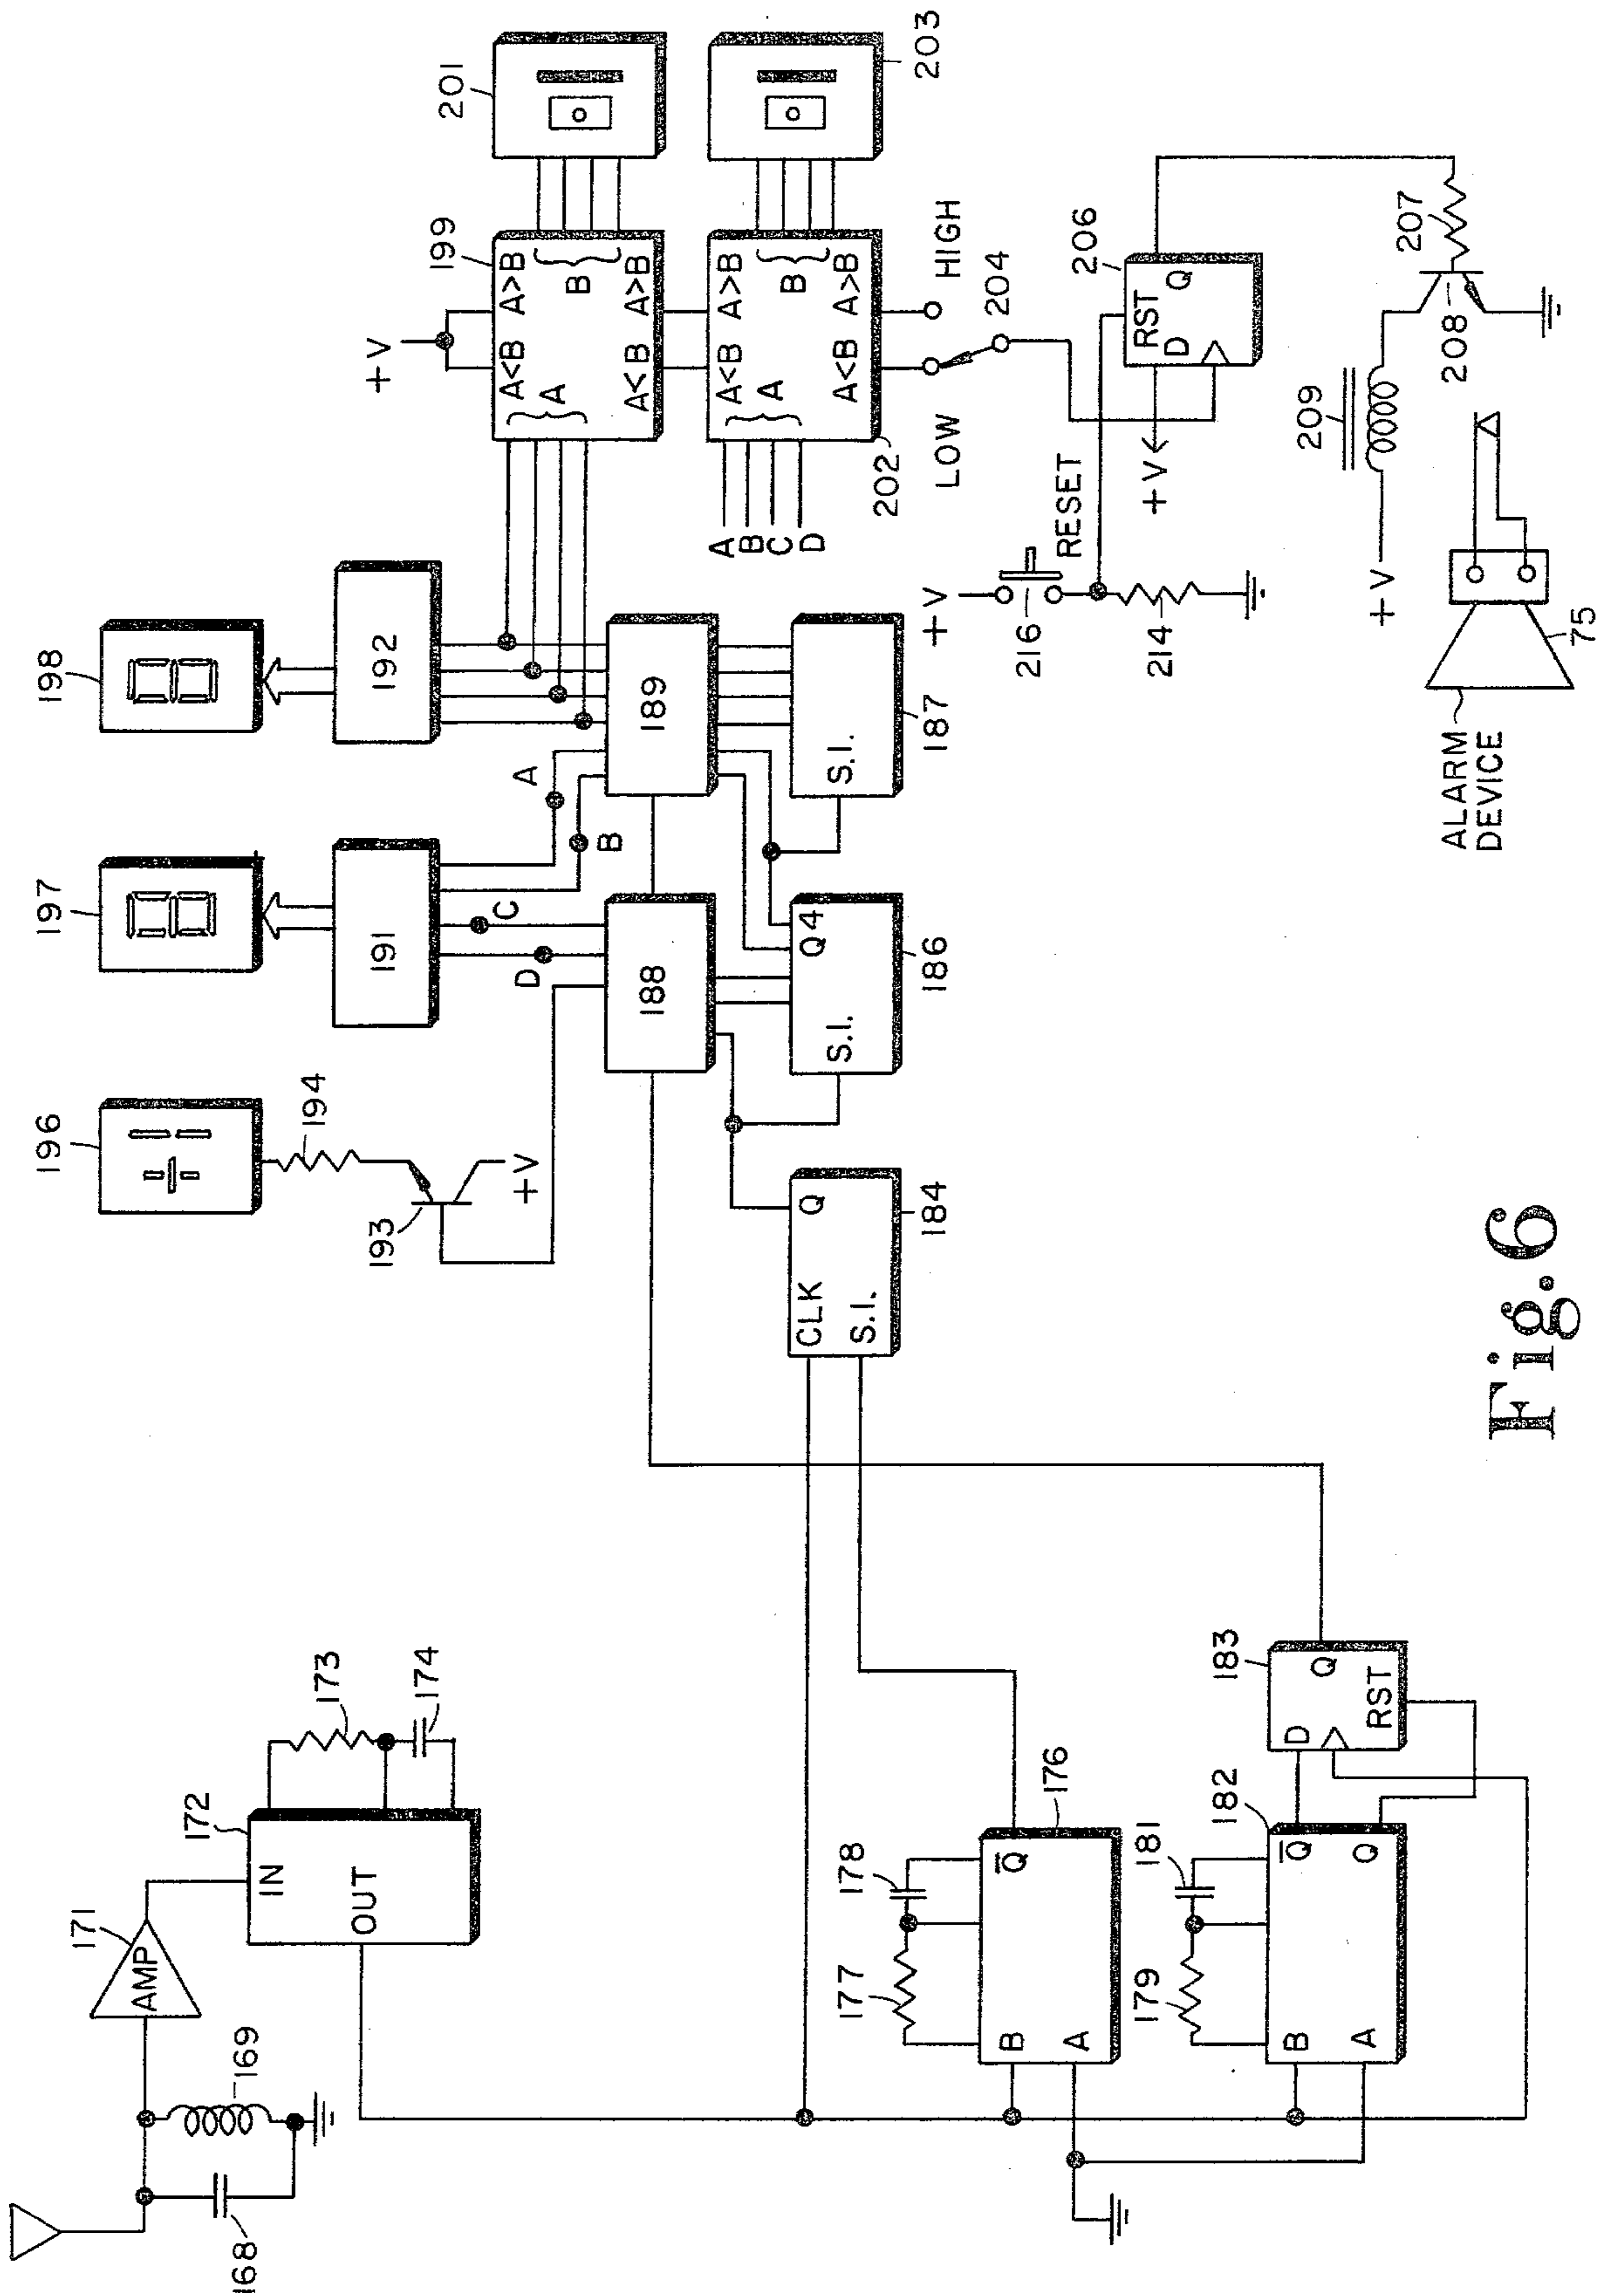 196
197
198
201
203
194
193
+V
191
192
+V
199
A<B A>B
A
B
A<B A>B
A<B A>B
A
B
A<B A>B
A
B
C
D
202
LOW
HIGH
204
D
C
B
A
188
189
S.I.
Q4
S.I.
186
187
CLK
Q
S.I.
184
+V
216
RESET
214
+V
RST
D
Q
206
207
208
209
+V
ALARM
DEVICE
75
168
169
AMP
171
172
IN
OUT
173
174
177
178
B
A
Q
176
179
181
182
B
A
Q
Q
183
D
Q
RST
Fig.6